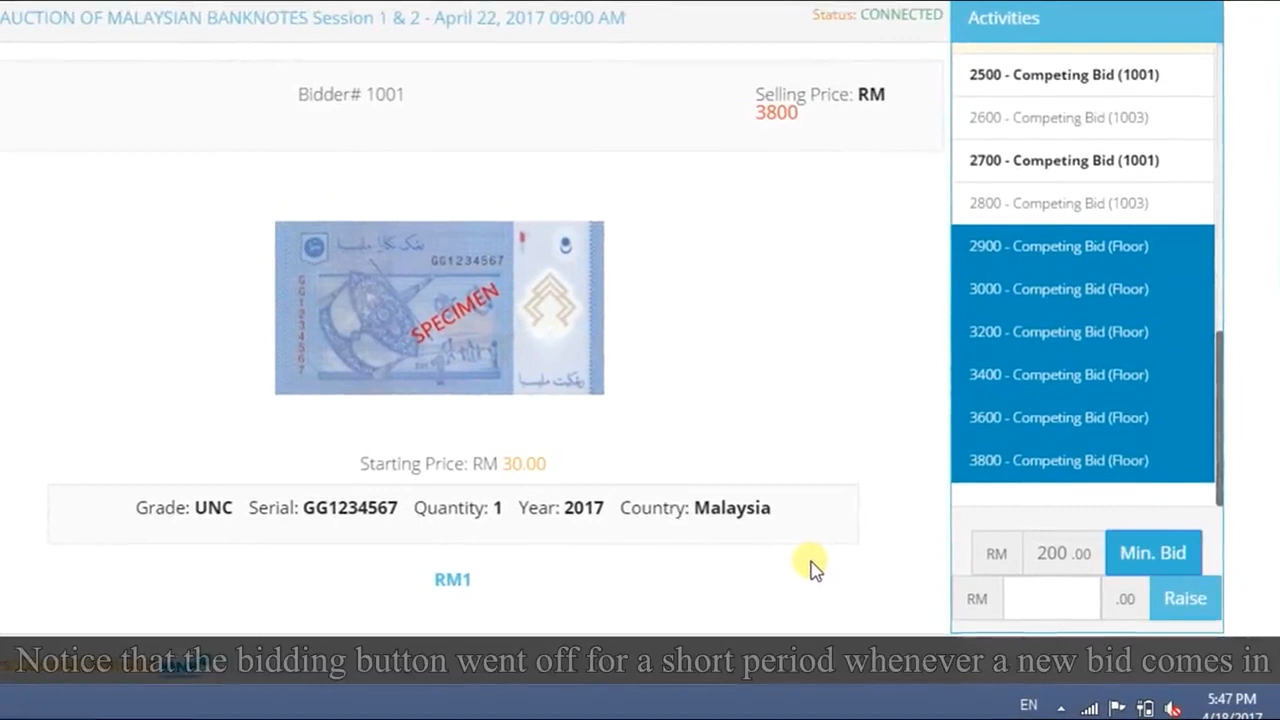 AUCTION OF MALAYSIAN BANKNOTES Session 1 & 2 - April 22, 2017 09:00 AM
Status: CONNECTED
Activities
Bidder# 1001
Selling Price: RM
3800
2500 - Competing Bid (1001)
2600 - Competing Bid (1003)
2700 - Competing Bid (1001)
2800 - Competing Bid (1003)
2900 - Competing Bid (Floor)
3000 - Competing Bid (Floor)
3200 - Competing Bid (Floor)
3400 - Competing Bid (Floor)
3600 - Competing Bid (Floor)
3800 - Competing Bid (Floor)
GG1234567
GG1234567
SPECIMEN
Starting Price: RM 30.00
Grade: UNC Serial: GG1234567 Quantity: 1 Year: 2017 Country: Malaysia
RM1
RM 200 .00 Min. Bid
RM .00 Raise
Notice that the bidding button went off for a short period whenever a new bid comes in
EN
5:47 PM
4/18/2017